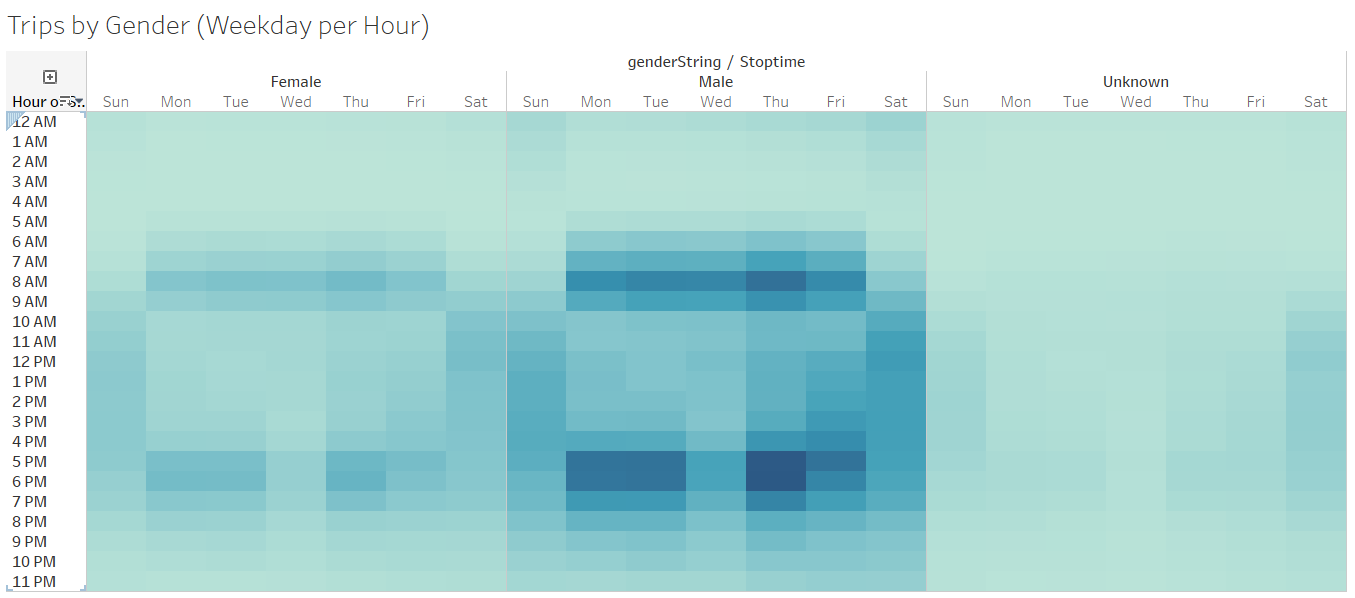 Trips by Gender (Weekday per Hour)
genderString / Stoptime
Female Male Unknown
Hour o.. Sun Mon Tue Wed Thu Fri Sat Sun Mon Tue Wed Thu Fri Sat Sun Mon Tue Wed Thu Fri Sat
12 AM
1 AM
2 AM
3 AM
4 AM
5 AM
6 AM
7 AM
8 AM
9 AM
10 AM
11 AM
12 PM
1 PM
2 PM
3 PM
4 PM
5 PM
6 PM
7 PM
8 PM
9 PM
10 PM
11 PM